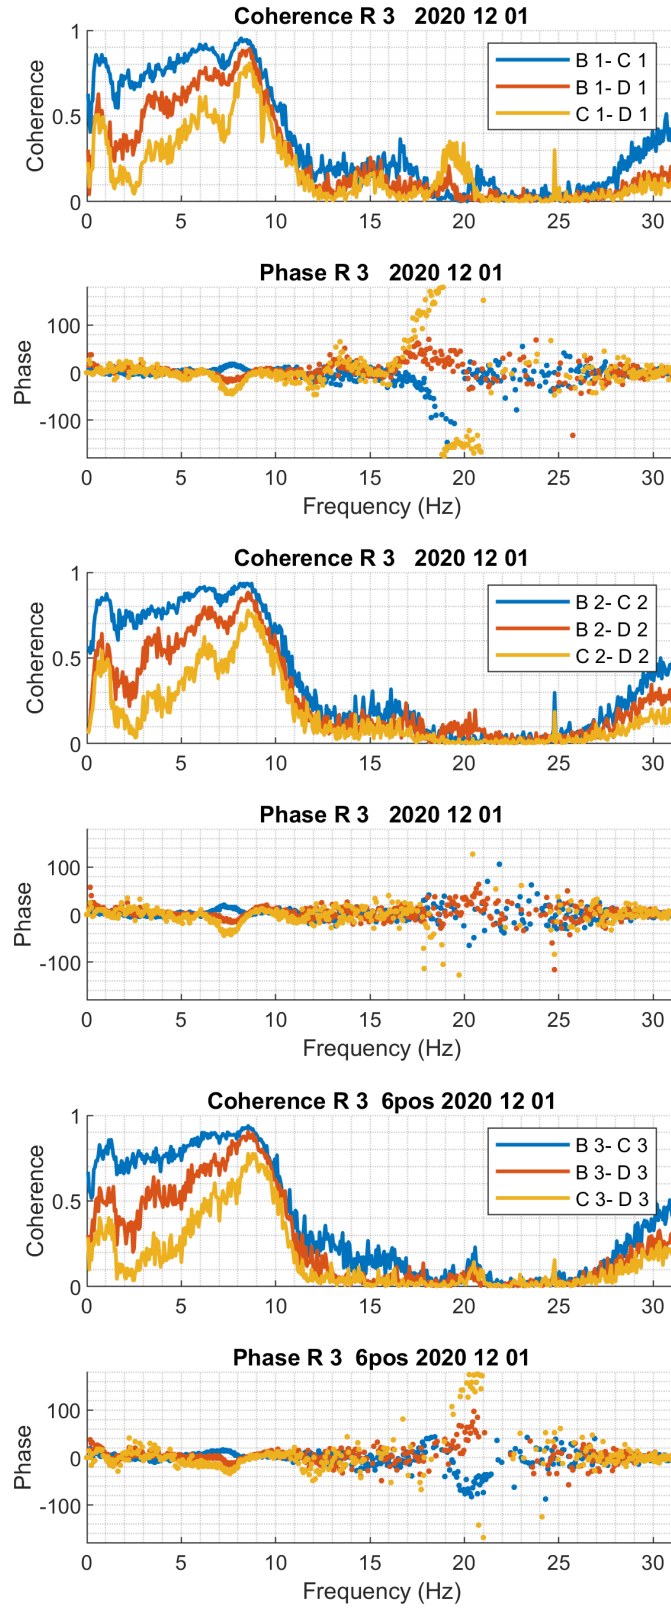 Coherence R 3   2020 12 01
Coherence
1
0.5
0
B 1- C 1
B 1- D 1
C 1- D 1
0 5 10 15 20 25 30
Phase R 3   2020 12 01
Phase
100
0
-100
0 5 10 15 20 25 30
Frequency (Hz)
Coherence R 3   2020 12 01
Coherence
1
0.5
0
B 2- C 2
B 2- D 2
C 2- D 2
0 5 10 15 20 25 30
Phase R 3   2020 12 01
Phase
100
0
-100
0 5 10 15 20 25 30
Frequency (Hz)
Coherence R 3  6pos 2020 12 01
Coherence
1
0.5
0
B 3- C 3
B 3- D 3
C 3- D 3
0 5 10 15 20 25 30
Phase R 3  6pos 2020 12 01
Phase
100
0
-100
0 5 10 15 20 25 30
Frequency (Hz)